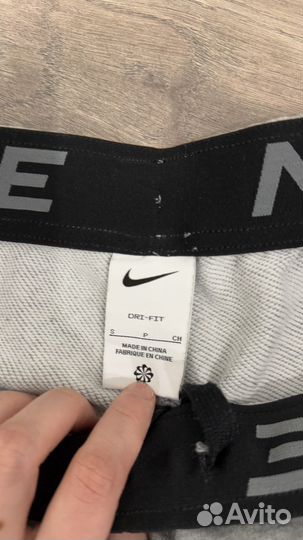 E N
DRI-FIT
S P CH
MADE IN CHINA
FABRIQUE EN CHINE
E
Avito